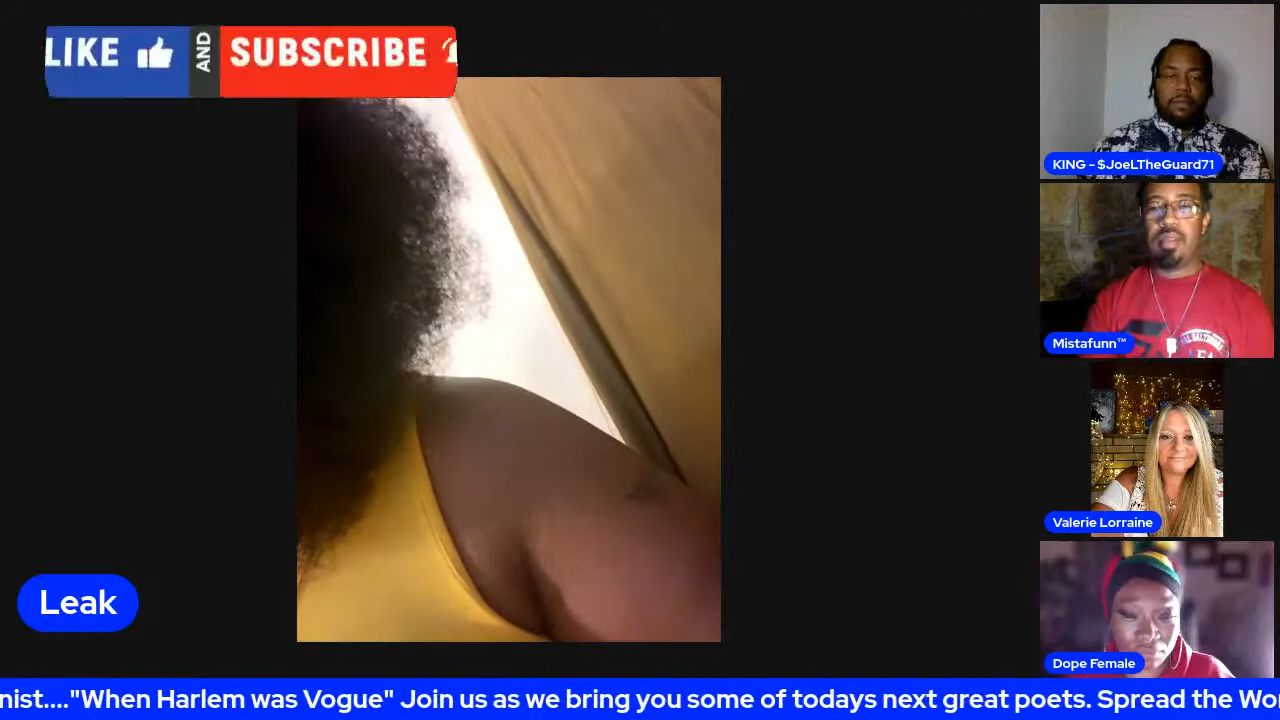 LIKE AND SUBSCRIBE
KING - $JoeLTheGuard71
Mistafunn™
Valerie Lorraine
Leak
Dope Female
nist...."When Harlem was Vogue" Join us as we bring you some of todays next great poets. Spread the Wo